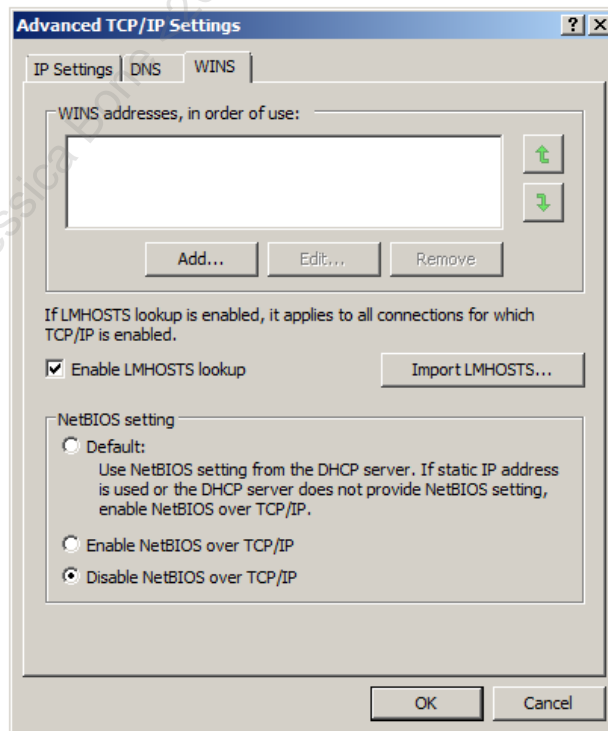 Advanced TCP/IP Settings
IP Settings DNS WINS
WINS addresses, in order of use:
Add... Edit... Remove
If LMHOSTS lookup is enabled, it applies to all connections for which
TCP/IP is enabled.
Enable LMHOSTS lookup Import LMHOSTS...
NetBIOS setting
Default:
Use NetBIOS setting from the DHCP server. If static IP address
is used or the DHCP server does not provide NetBIOS setting,
enable NetBIOS over TCP/IP.
Enable NetBIOS over TCP/IP
Disable NetBIOS over TCP/IP
OK Cancel